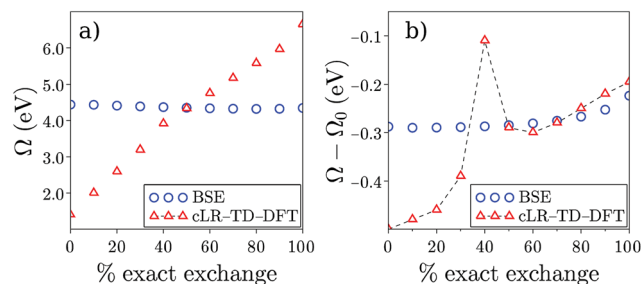 a)
Ω (eV)
6.0
5.0
4.0
3.0
2.0
BSE
cLR–TD–DFT
0 20 40 60 80 100
% exact exchange
b)
Ω − Ω₀ (eV)
−0.1
−0.2
−0.3
−0.4
BSE
cLR–TD–DFT
0 20 40 60 80 100
% exact exchange